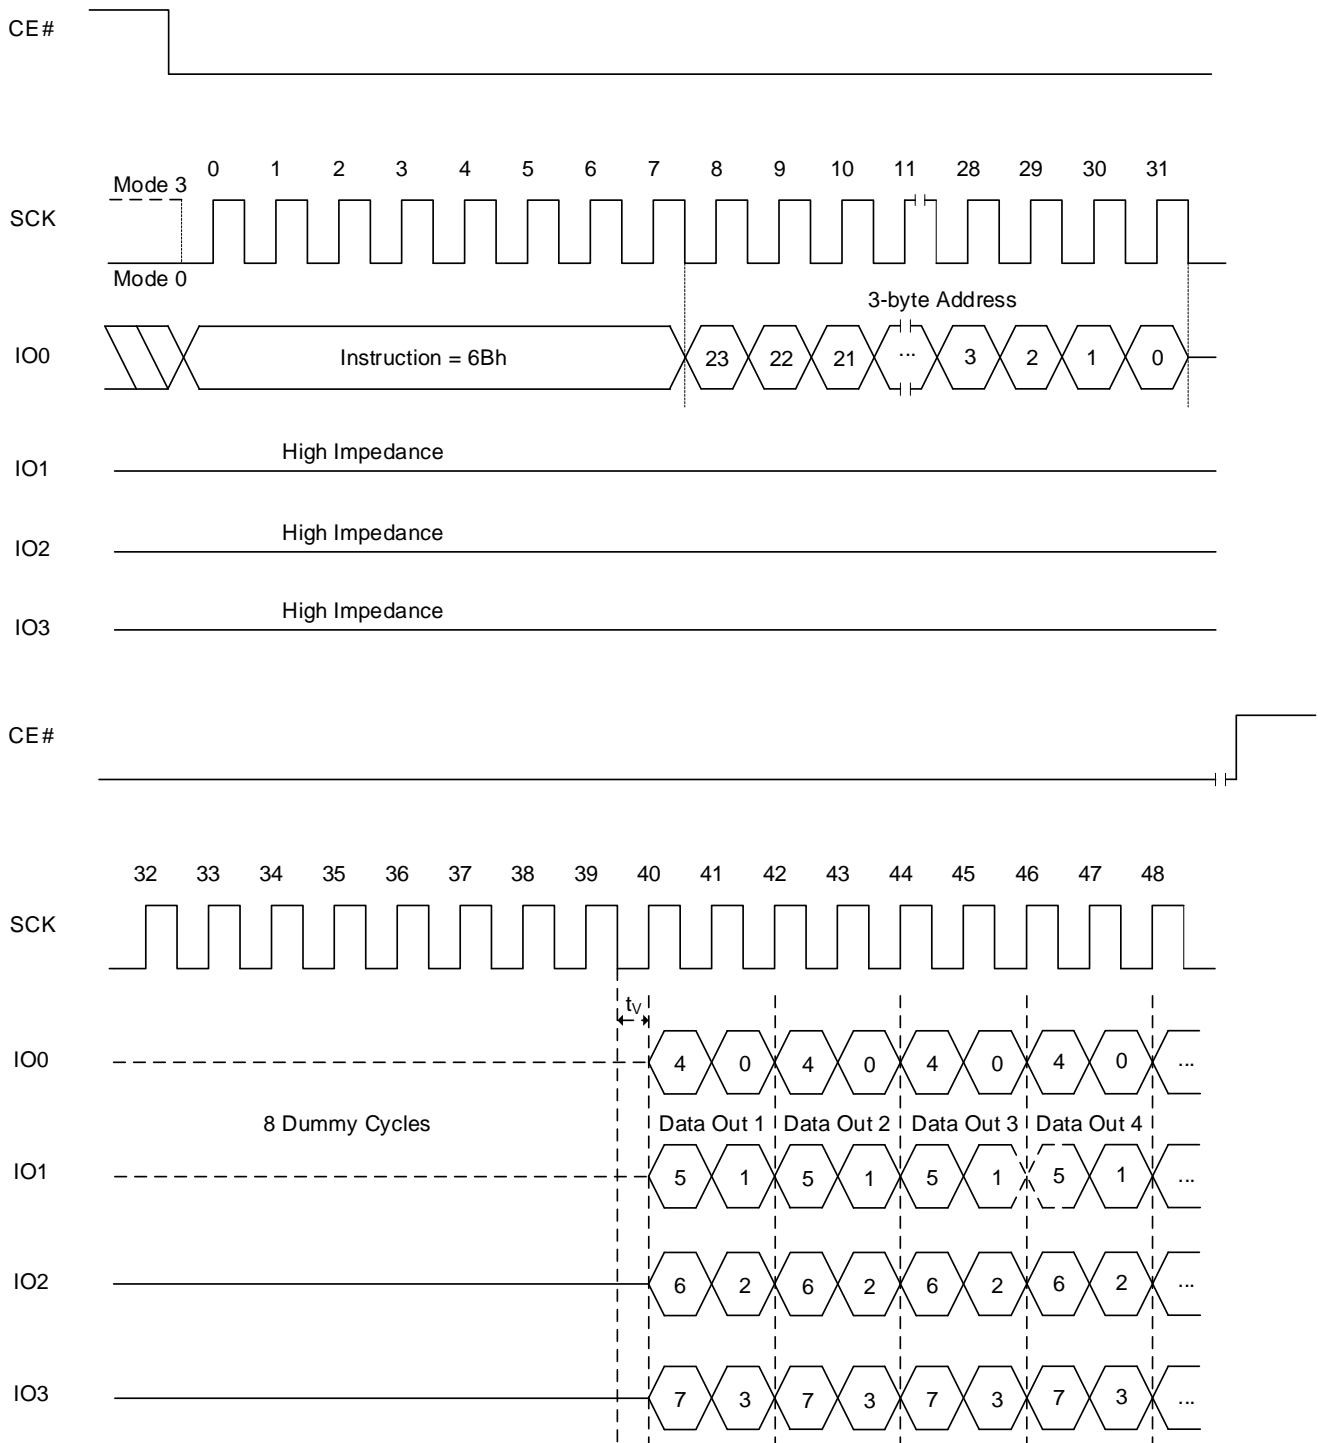 CE#
0 1 2 3 4 5 6 7 8 9 10 11 28 29 30 31
Mode 3
SCK
Mode 0
3-byte Address
IO0 Instruction = 6Bh 23 22 21 ... 3 2 1 0
High Impedance
IO1
High Impedance
IO2
High Impedance
IO3
CE#
32 33 34 35 36 37 38 39 40 41 42 43 44 45 46 47 48
SCK
tV
IO0 4 0 4 0 4 0 4 0 ...
8 Dummy Cycles Data Out 1 Data Out 2 Data Out 3 Data Out 4
IO1 5 1 5 1 5 1 5 1 ...
IO2 6 2 6 2 6 2 6 2 ...
IO3 7 3 7 3 7 3 7 3 ...